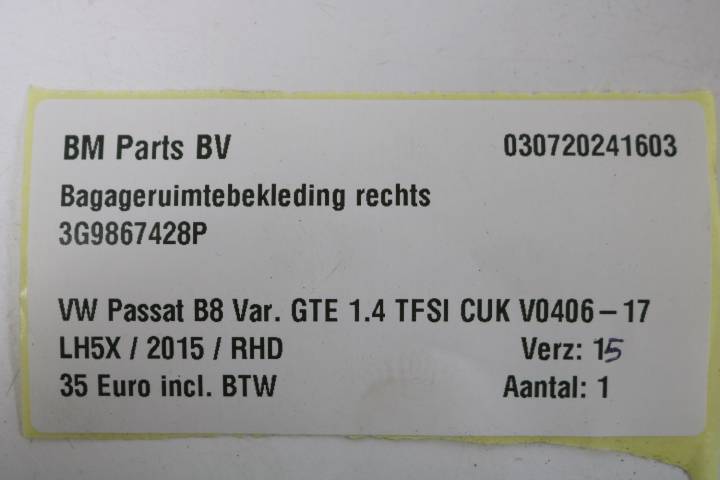 BM Parts BV 030720241603
Bagageruimtebekleding rechts
3G9867428P
VW Passat B8 Var. GTE 1.4 TFSI CUK V0406-17
LH5X / 2015 / RHD Verz: 15
35 Euro incl. BTW Aantal: 1